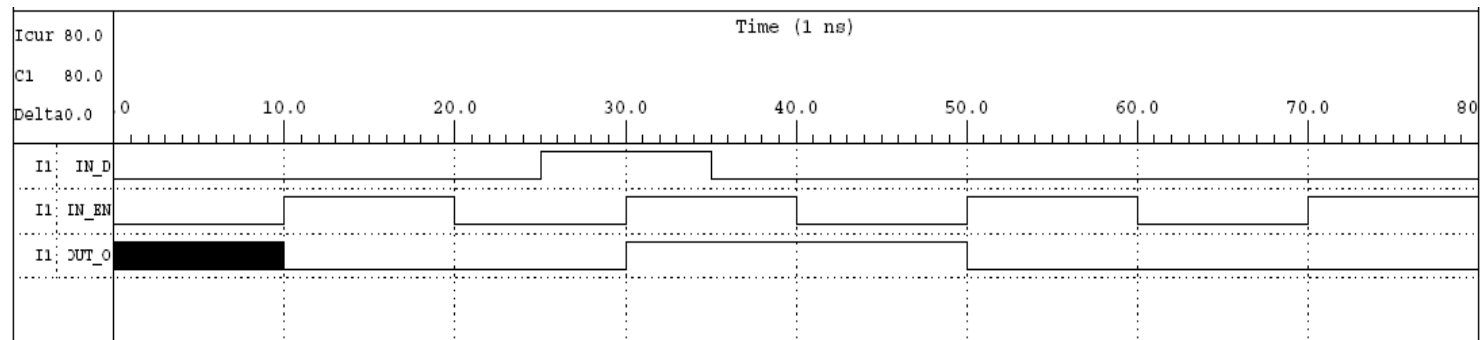 Time (1 ns)
Icur 80.0
C1 80.0
Delta0.0
.0 10.0 20.0 30.0 40.0 50.0 60.0 70.0 80
I1 IN_D
I1 IN_EN
I1 OUT_O